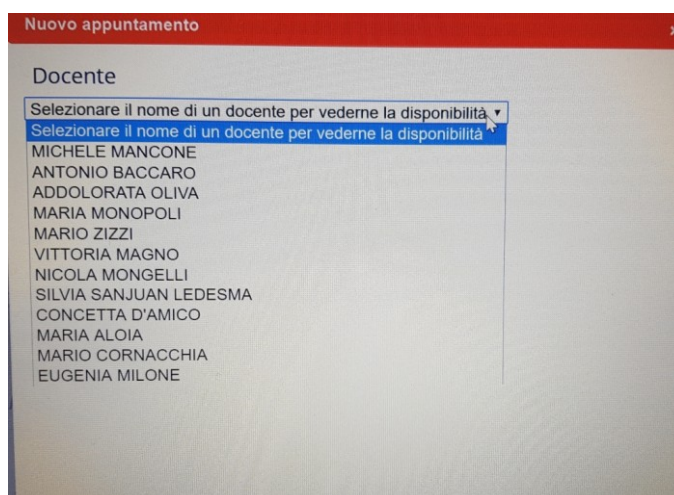 Nuovo appuntamento
Docente
Selezionare il nome di un docente per vederne la disponibilità
Selezionare il nome di un docente per vederne la disponibilità
MICHELE MANCONE
ANTONIO BACCARO
ADDOLORATA OLIVA
MARIA MONOPOLI
MARIO ZIZZI
VITTORIA MAGNO
NICOLA MONGELLI
SILVIA SANJUAN LEDESMA
CONCETTA D'AMICO
MARIA ALOIA
MARIO CORNACCHIA
EUGENIA MILONE